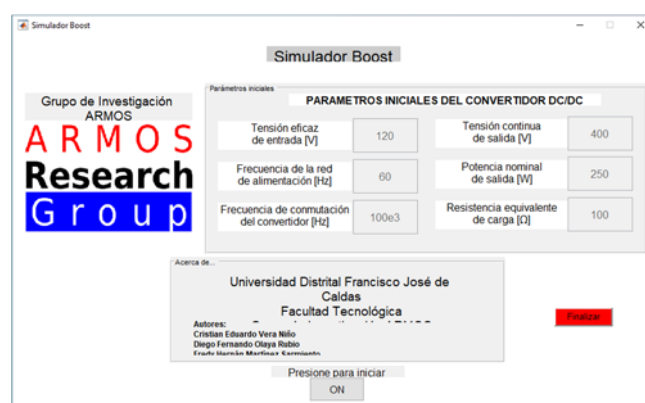 Simulador Boost
Simulador Boost
Grupo de Investigación
ARMOS
ARMOS
Research
Group
Parámetros iniciales
PARAMETROS INICIALES DEL CONVERTIDOR DC/DC
Tensión eficaz
de entrada [V]
120
Tensión continua
de salida [V]
400
Frecuencia de la red
de alimentación [Hz]
60
Potencia nominal
de salida [W]
250
Frecuencia de conmutación
del convertidor [Hz]
100e3
Resistencia equivalente
de carga [Ω]
100
Acerca de...
Universidad Distrital Francisco José de
Caldas
Facultad Tecnológica
Autores:
Cristian Eduardo Vera Niño
Diego Fernando Olaya Rubio
Fredy Hernán Martínez Sarmiento
Finalizar
Presione para iniciar
ON